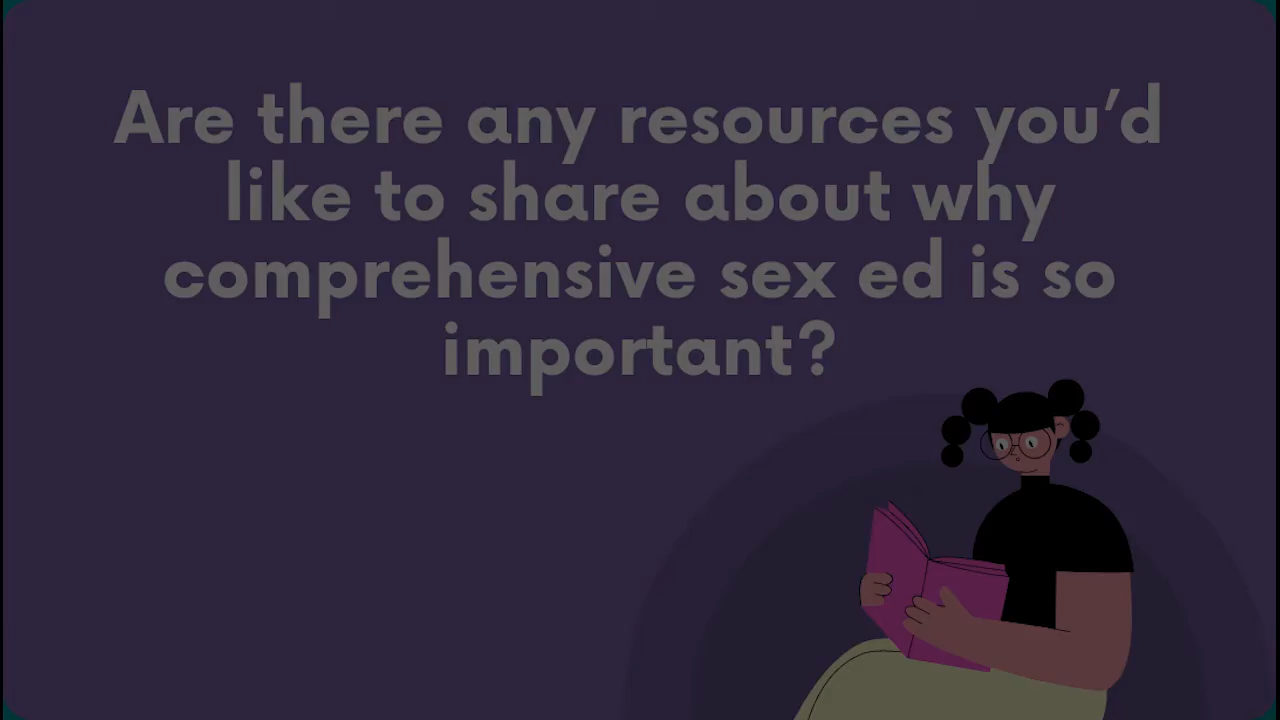 Are there any resources you’d
like to share about why
comprehensive sex ed is so
important?